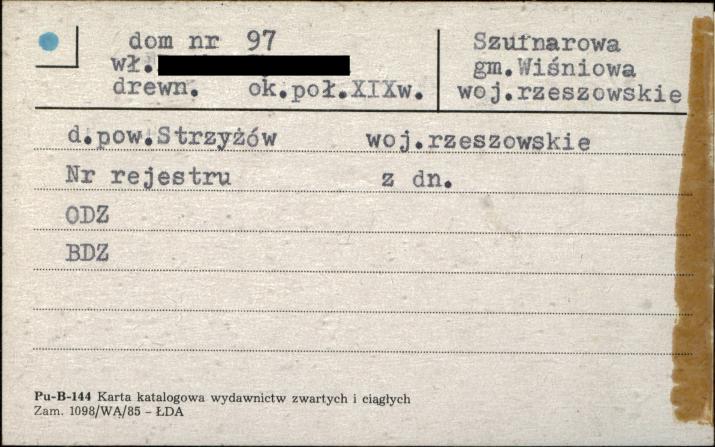 dom nr 97
wł.
drewn. ok.poł.XIXw.
Szufnarowa
gm.Wiśniowa
woj.rzeszowskie
d.pow.Strzyżów woj.rzeszowskie
Nr rejestru z dn.
ODZ
BDZ
Pu-B-144 Karta katalogowa wydawnictw zwartych i ciągłych
Zam. 1098/WA/85 – ŁDA